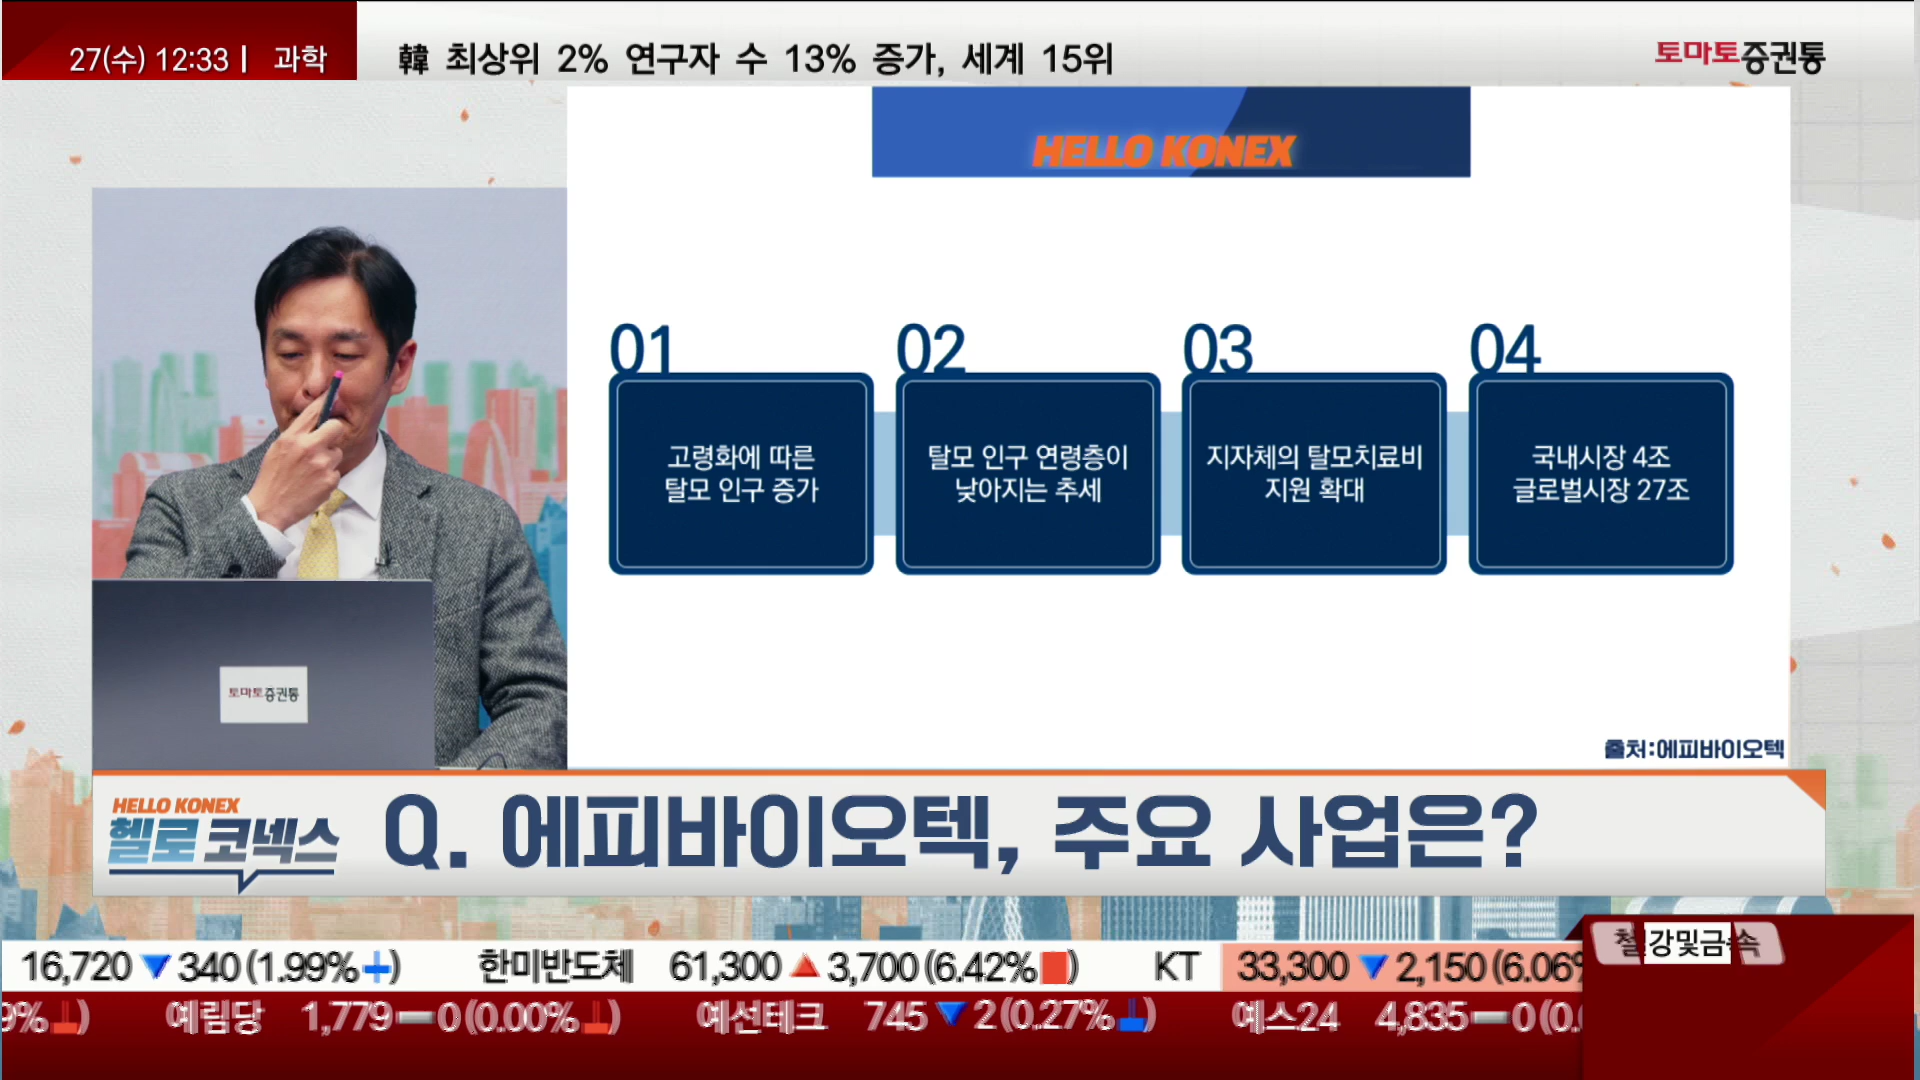 27(수) 12:33 | 과학
韓 최상위 2% 연구자 수 13% 증가, 세계 15위
토마토증권통
HELLO KONEX
01
고령화에 따른
탈모 인구 증가
02
탈모 인구 연령층이
낮아지는 추세
03
지자체의 탈모치료비
지원 확대
04
국내시장 4조
글로벌시장 27조
토마토증권통
출처:에피바이오텍
HELLO KONEX
헬로 코넥스
Q. 에피바이오텍, 주요 사업은?
16,720 ▼ 340 (1.99%) 한미반도체 61,300 ▲ 3,700 (6.42%) KT 33,300 ▼ 2,150 (6.06%
철강및금속
9% ) 예림당 1,779 0 (0.00% ) 예선테크 745 ▼ 2 (0.27% ) 예스24 4,835 0 (0.